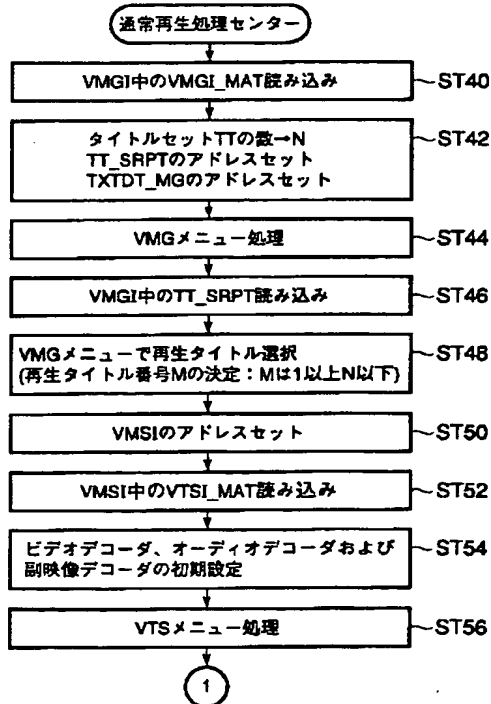 通常再生処理センター
VMGI中のVMGI_MAT読み込み
ST40
タイトルセットTTの数→N
TT_SRPTのアドレスセット
TXTDT_MGのアドレスセット
ST42
VMGメニュー処理
ST44
VMGI中のTT_SRPT読み込み
ST46
VMGメニューで再生タイトル選択
(再生タイトル番号Mの決定：Mは1以上N以下)
ST48
VMSIのアドレスセット
ST50
VMSI中のVTSI_MAT読み込み
ST52
ビデオデコーダ、オーディオデコーダおよび
副映像デコーダの初期設定
ST54
VTSメニュー処理
ST56
1